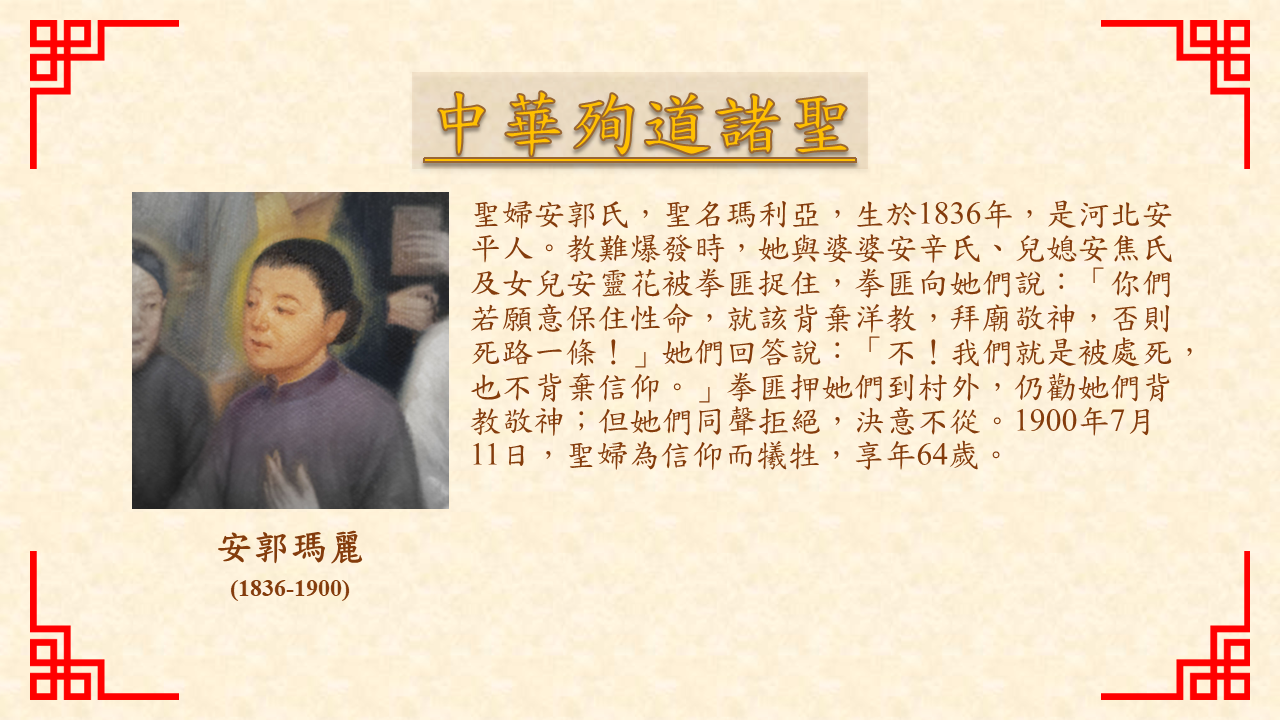 中華殉道諸聖
聖婦安郭氏，聖名瑪利亞，生於1836年，是河北安
平人。教難爆發時，她與婆婆安辛氏、兒媳安焦氏
及女兒安靈花被拳匪捉住，拳匪向她們說：「你們
若願意保住性命，就該背棄洋教，拜廟敬神，否則
死路一條！」她們回答說：「不！我們就是被處死，
也不背棄信仰。」拳匪押她們到村外，仍勸她們背
教敬神；但她們同聲拒絕，決意不從。1900年7月
11日，聖婦為信仰而犧牲，享年64歲。
安郭瑪麗
(1836-1900)